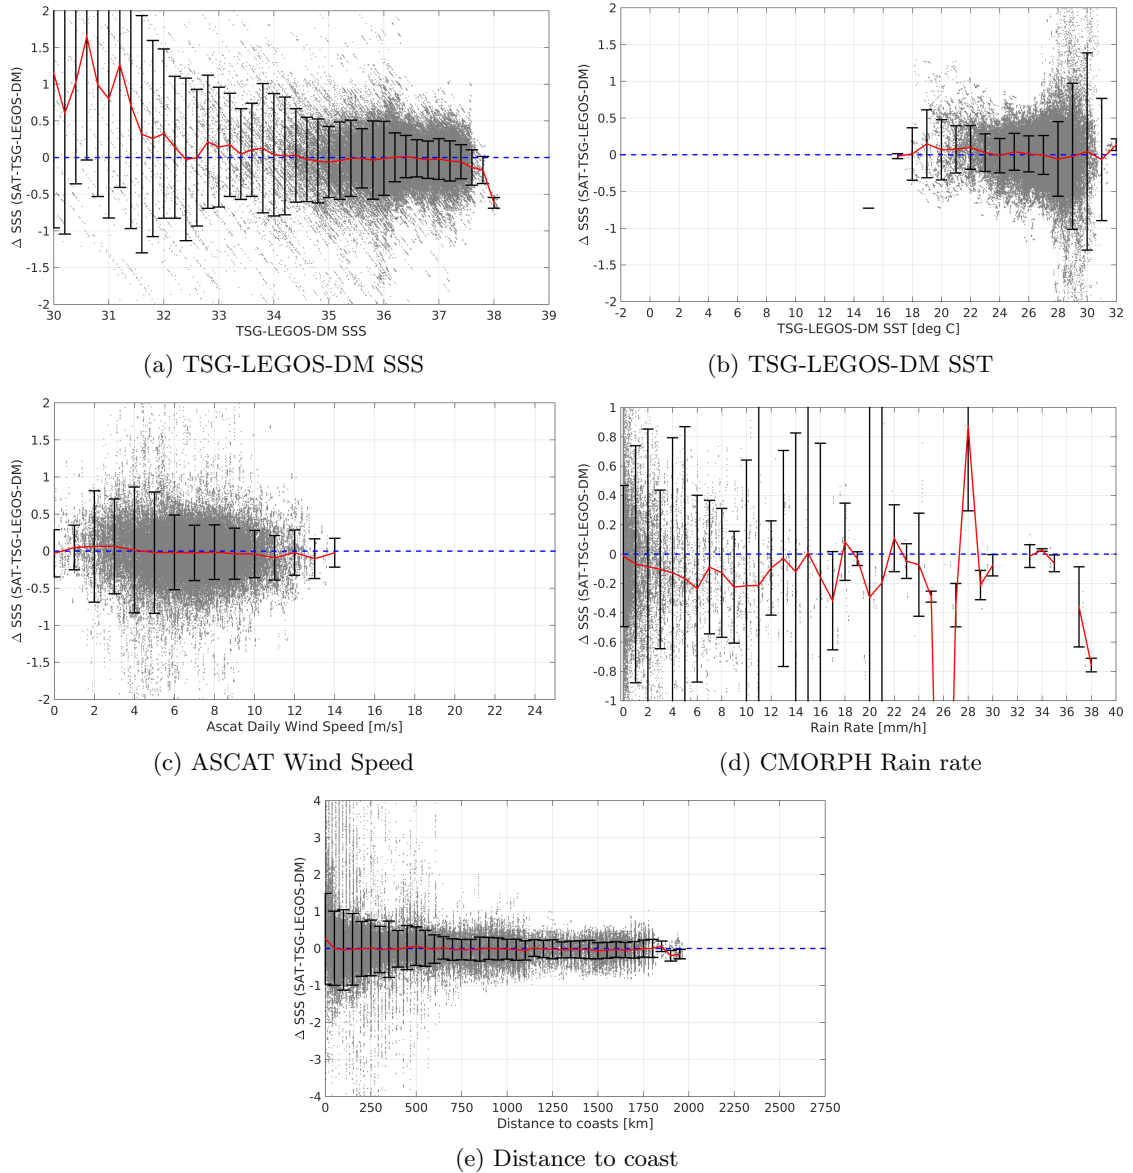 2
1.5
1
0.5
0
-0.5
-1
-1.5
-2
Δ SSS (SAT-TSG-LEGOS-DM)
30 31 32 33 34 35 36 37 38 39
TSG-LEGOS-DM SSS
(a) TSG-LEGOS-DM SSS
2
1.5
1
0.5
0
-0.5
-1
-1.5
-2
Δ SSS (SAT-TSG-LEGOS-DM)
-2 0 2 4 6 8 10 12 14 16 18 20 22 24 26 28 30 32
TSG-LEGOS-DM SST [deg C]
(b) TSG-LEGOS-DM SST
2
1.5
1
0.5
0
-0.5
-1
-1.5
-2
Δ SSS (SAT-TSG-LEGOS-DM)
0 2 4 6 8 10 12 14 16 18 20 22 24
Ascat Daily Wind Speed [m/s]
(c) ASCAT Wind Speed
1
0.8
0.6
0.4
0.2
0
-0.2
-0.4
-0.6
-0.8
-1
Δ SSS (SAT-TSG-LEGOS-DM)
0 2 4 6 8 10 12 14 16 18 20 22 24 26 28 30 32 34 36 38 40
Rain Rate [mm/h]
(d) CMORPH Rain rate
4
3
2
1
0
-1
-2
-3
-4
Δ SSS (SAT-TSG-LEGOS-DM)
0 250 500 750 1000 1250 1500 1750 2000 2250 2500 2750
Distance to coasts [km]
(e) Distance to coast